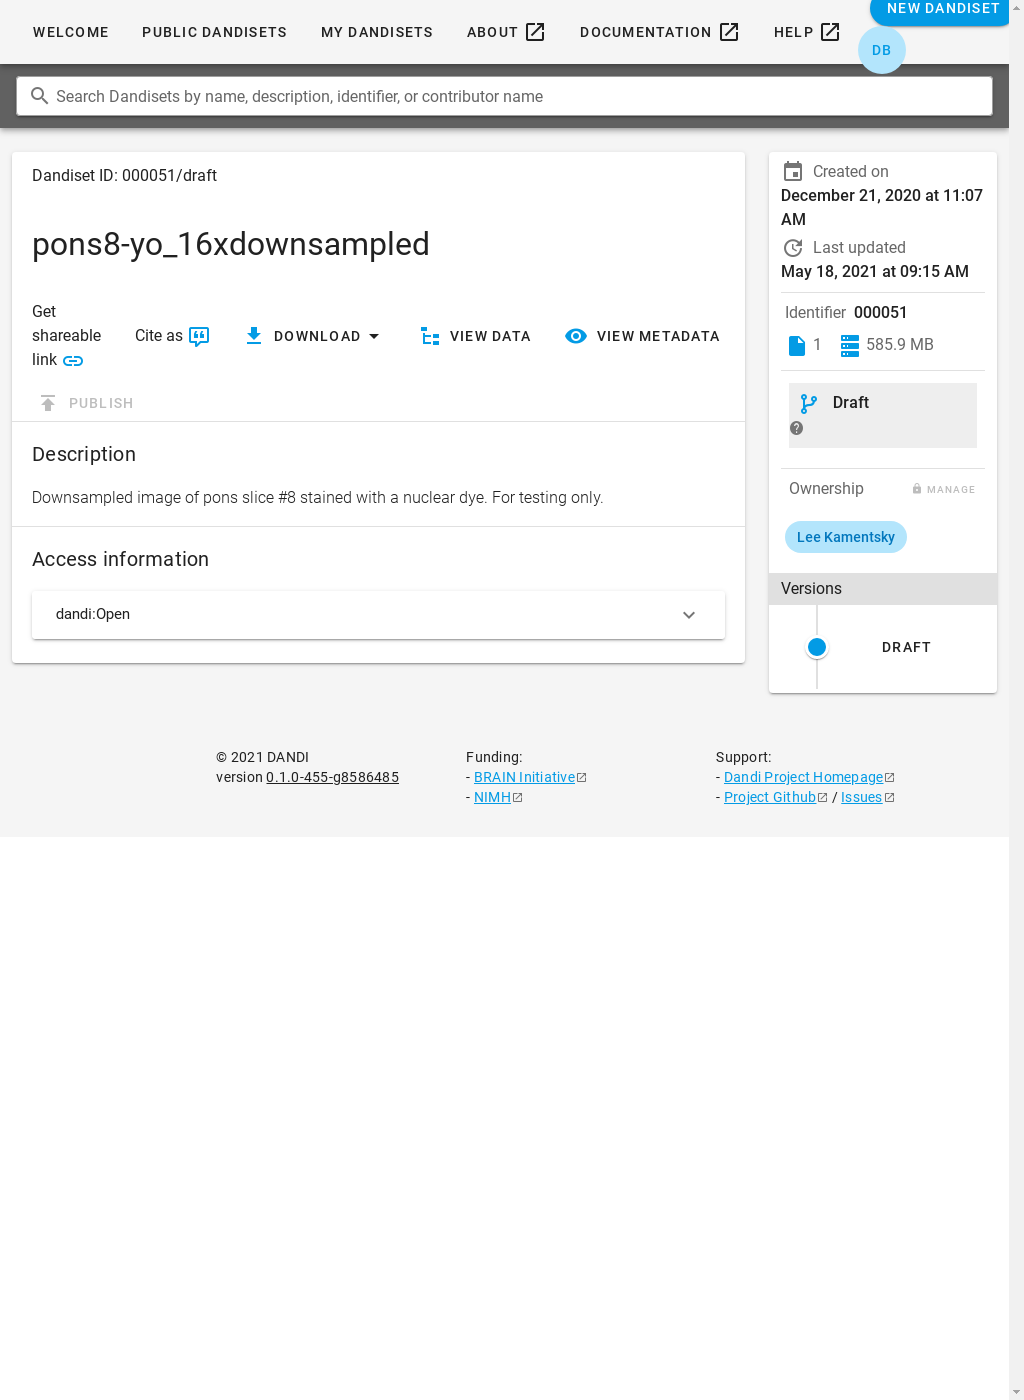 WELCOME
PUBLIC DANDISETS
MY DANDISETS
ABOUT
DOCUMENTATION
HELP
NEW DANDISET
DB
Search Dandisets by name, description, identifier, or contributor name
Dandiset ID: 000051/draft
pons8-yo_16xdownsampled
Get
shareable
link
Cite as
DOWNLOAD
VIEW DATA
VIEW METADATA
PUBLISH
Description
Downsampled image of pons slice #8 stained with a nuclear dye. For testing only.
Access information
dandi:Open
Created on
December 21, 2020 at 11:07
AM
Last updated
May 18, 2021 at 09:15 AM
Identifier 000051
1 585.9 MB
Draft
Ownership
MANAGE
Lee Kamentsky
Versions
DRAFT
© 2021 DANDI
version 0.1.0-455-g8586485
Funding:
- BRAIN Initiative
- NIMH
Support:
- Dandi Project Homepage
- Project Github / Issues